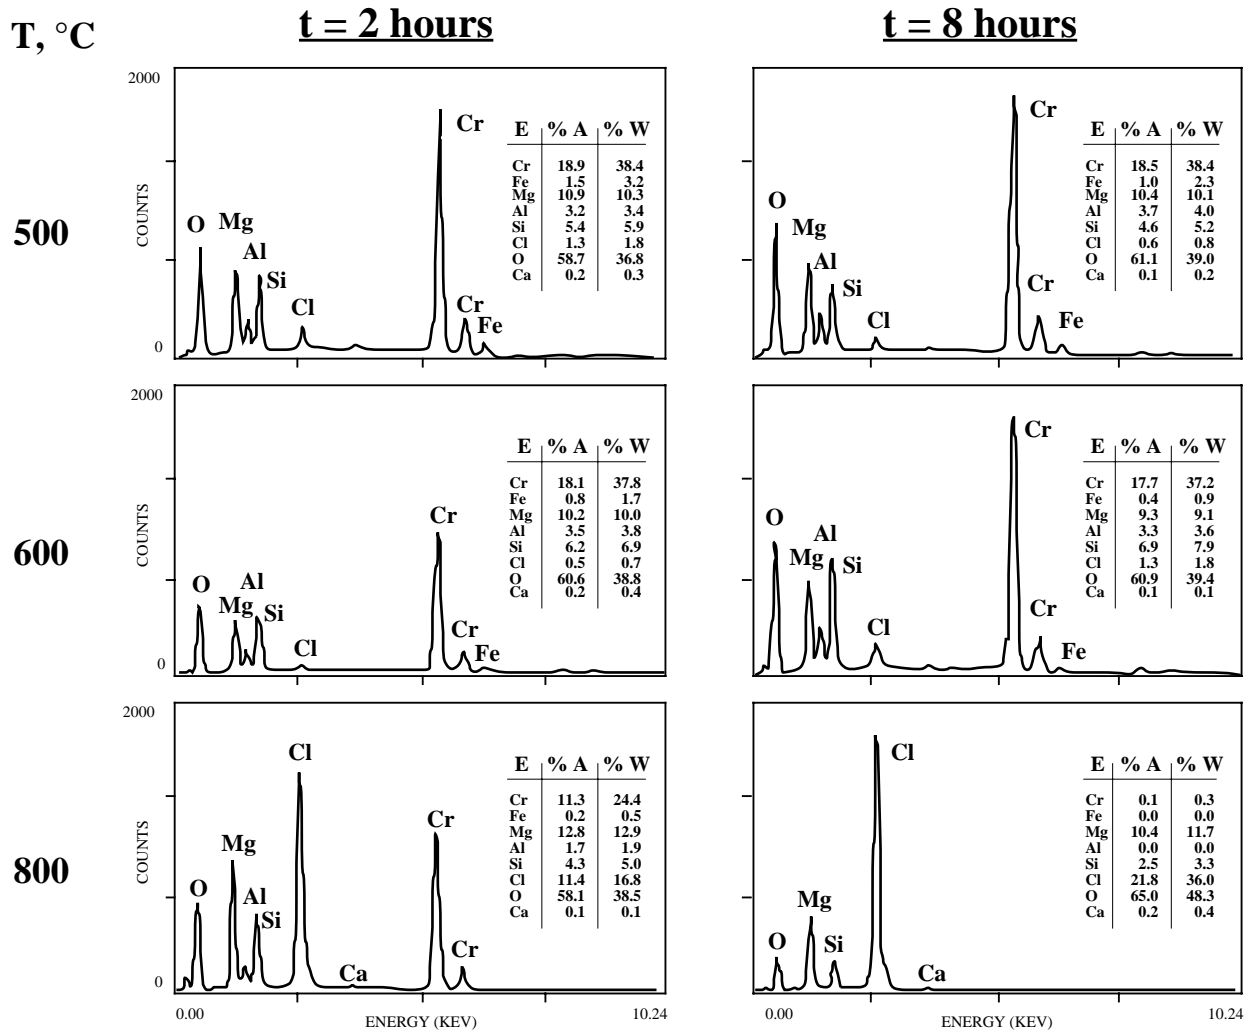 T, °C
t = 2 hours
t = 8 hours
500
2000
COUNTS
0
O
Mg
Al
Si
Cl
Cr
Cr
Fe
E % A % W
Cr 18.9 38.4
Fe 1.5 3.2
Mg 10.9 10.3
Al 3.2 3.4
Si 5.4 5.9
Cl 1.3 1.8
O 58.7 36.8
Ca 0.2 0.3
O
Mg
Al
Si
Cl
Cr
Cr
Fe
E % A % W
Cr 18.5 38.4
Fe 1.0 2.3
Mg 10.4 10.1
Al 3.7 4.0
Si 4.6 5.2
Cl 0.6 0.8
O 61.1 39.0
Ca 0.1 0.2
600
2000
COUNTS
0
O
Mg
Al
Si
Cl
Cr
Cr
Fe
E % A % W
Cr 18.1 37.8
Fe 0.8 1.7
Mg 10.2 10.0
Al 3.5 3.8
Si 6.2 6.9
Cl 0.5 0.7
O 60.6 38.8
Ca 0.2 0.4
O
Mg
Al
Si
Cl
Cr
Cr
Fe
E % A % W
Cr 17.7 37.2
Fe 0.4 0.9
Mg 9.3 9.1
Al 3.3 3.6
Si 6.9 7.9
Cl 1.3 1.8
O 60.9 39.4
Ca 0.1 0.1
800
2000
COUNTS
0
O
Mg
Al
Si
Cl
Ca
Cr
Cr
E % A % W
Cr 11.3 24.4
Fe 0.2 0.5
Mg 12.8 12.9
Al 1.7 1.9
Si 4.3 5.0
Cl 11.4 16.8
O 58.1 38.5
Ca 0.1 0.1
0.00
ENERGY (KEV)
10.24
O
Mg
Si
Cl
Ca
E % A % W
Cr 0.1 0.3
Fe 0.0 0.0
Mg 10.4 11.7
Al 0.0 0.0
Si 2.5 3.3
Cl 21.8 36.0
O 65.0 48.3
Ca 0.2 0.4
0.00
ENERGY (KEV)
10.24